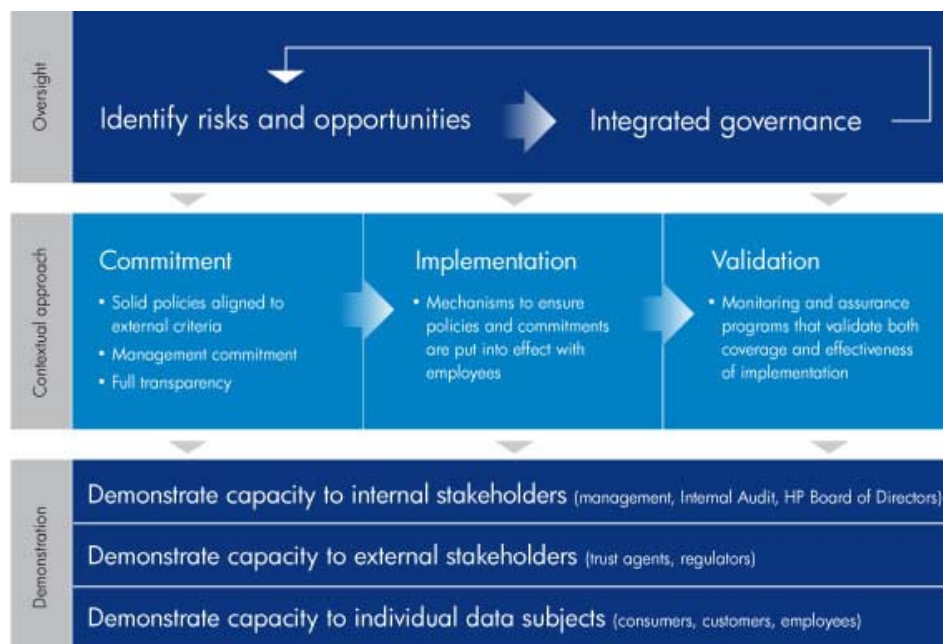 Oversight
Identify risks and opportunities
Integrated governance
Contextual approach
Commitment
• Solid policies aligned to
external criteria
• Management commitment
• Full transparency
Implementation
• Mechanisms to ensure
policies and commitments
are put into effect with
employees
Validation
• Monitoring and assurance
programs that validate both
coverage and effectiveness
of implementation
Demonstration
Demonstrate capacity to internal stakeholders (management, Internal Audit, HP Board of Directors)
Demonstrate capacity to external stakeholders (trust agents, regulators)
Demonstrate capacity to individual data subjects (consumers, customers, employees)